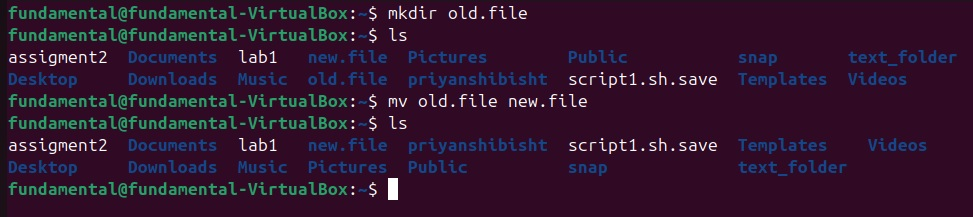 fundamental@fundamental-VirtualBox:~$ mkdir old.file
fundamental@fundamental-VirtualBox:~$ ls
assigment2 Documents lab1 new.file Pictures Public snap text_folder
Desktop Downloads Music old.file priyanshibisht script1.sh.save Templates Videos
fundamental@fundamental-VirtualBox:~$ mv old.file new.file
fundamental@fundamental-VirtualBox:~$ ls
assigment2 Documents lab1 new.file priyanshibisht script1.sh.save Templates Videos
Desktop Downloads Music Pictures Public snap text_folder
fundamental@fundamental-VirtualBox:~$